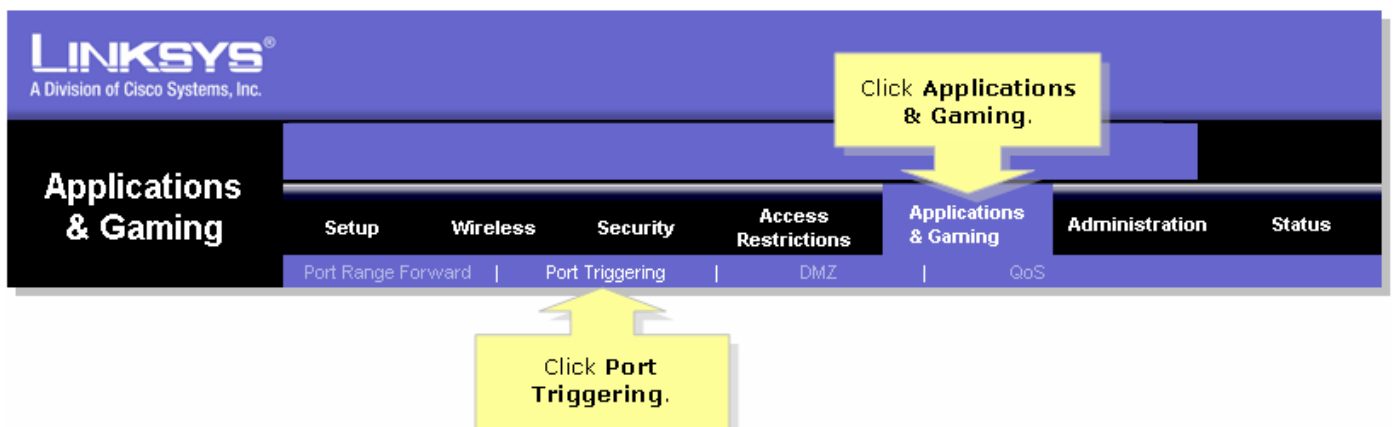 LINKSYS®
A Division of Cisco Systems, Inc.
Click Applications
& Gaming.
Applications
& Gaming
Setup Wireless Security Access
Restrictions Applications
& Gaming Administration Status
Port Range Forward | Port Triggering | DMZ | QoS
Click Port
Triggering.